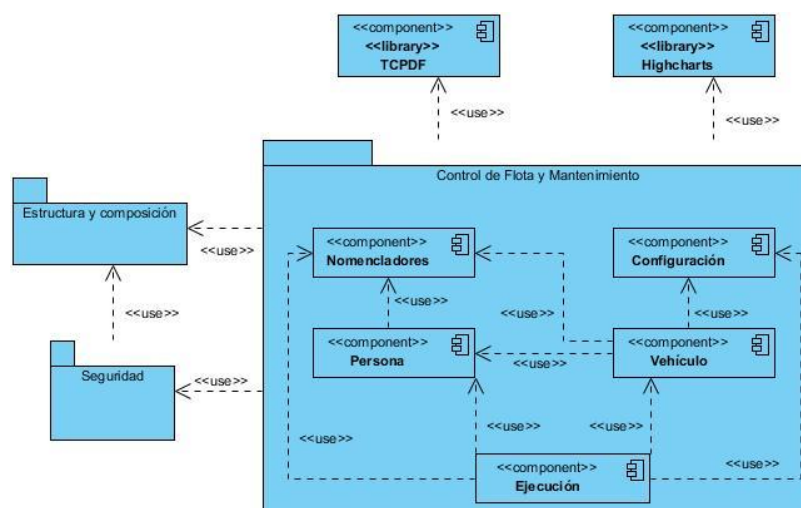 <<component>>
<<library>>
TCPDF
<<component>>
<<library>>
Highcharts
<<use>>
<<use>>
Control de Flota y Mantenimiento
Estructura y composición
<<use>>
<<component>>
Nomencladores
<<component>>
Configuración
<<use>>
<<use>>
<<use>>
<<use>>
<<component>>
Persona
<<component>>
Vehículo
<<use>>
Seguridad
<<use>>
<<use>>
<<use>>
<<use>>
<<use>>
<<component>>
Ejecución